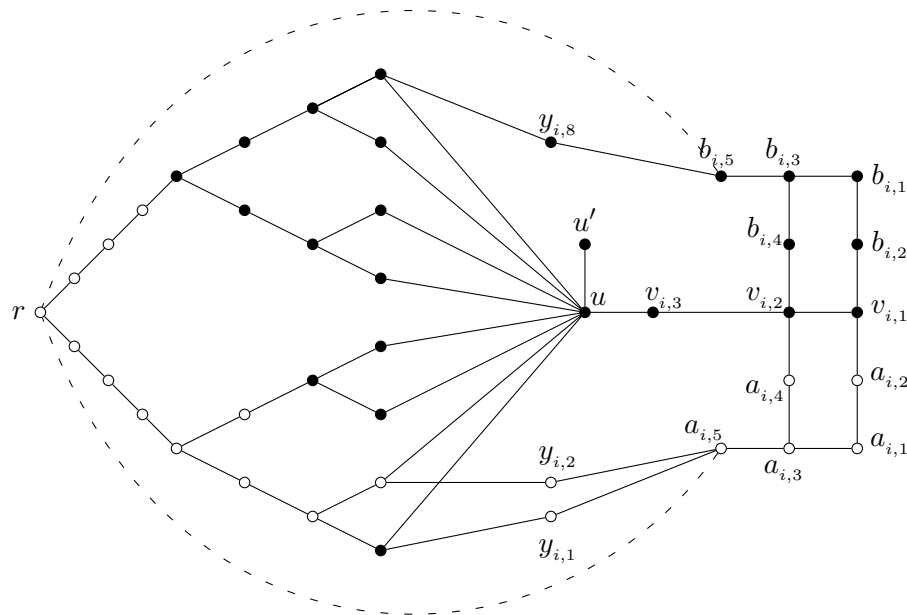 y_{i,8}
b_{i,5} b_{i,3}
b_{i,1}
u′ b_{i,4} b_{i,2}
r u v_{i,3} v_{i,2} v_{i,1}
a_{i,4} a_{i,2}
a_{i,5} a_{i,1}
y_{i,2} a_{i,3}
y_{i,1}